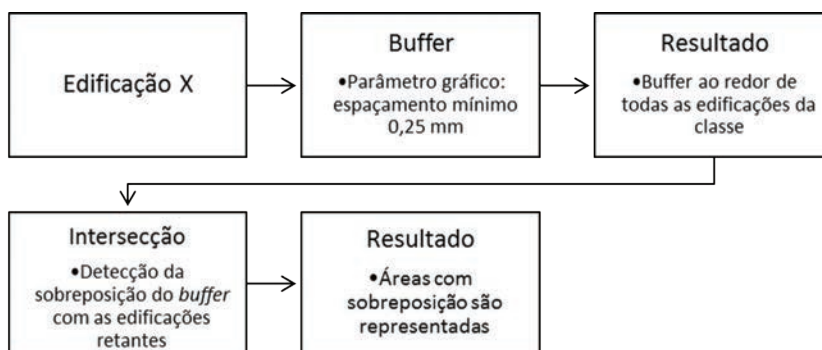 Edificação X
Buffer
•Parâmetro gráfico:
espaçamento mínimo
0,25 mm
Resultado
•Buffer ao redor de
todas as edificações da
classe
Intersecção
•Detecção da
sobreposição do buffer
com as edificações
retantes
Resultado
•Áreas com
sobreposição são
representadas